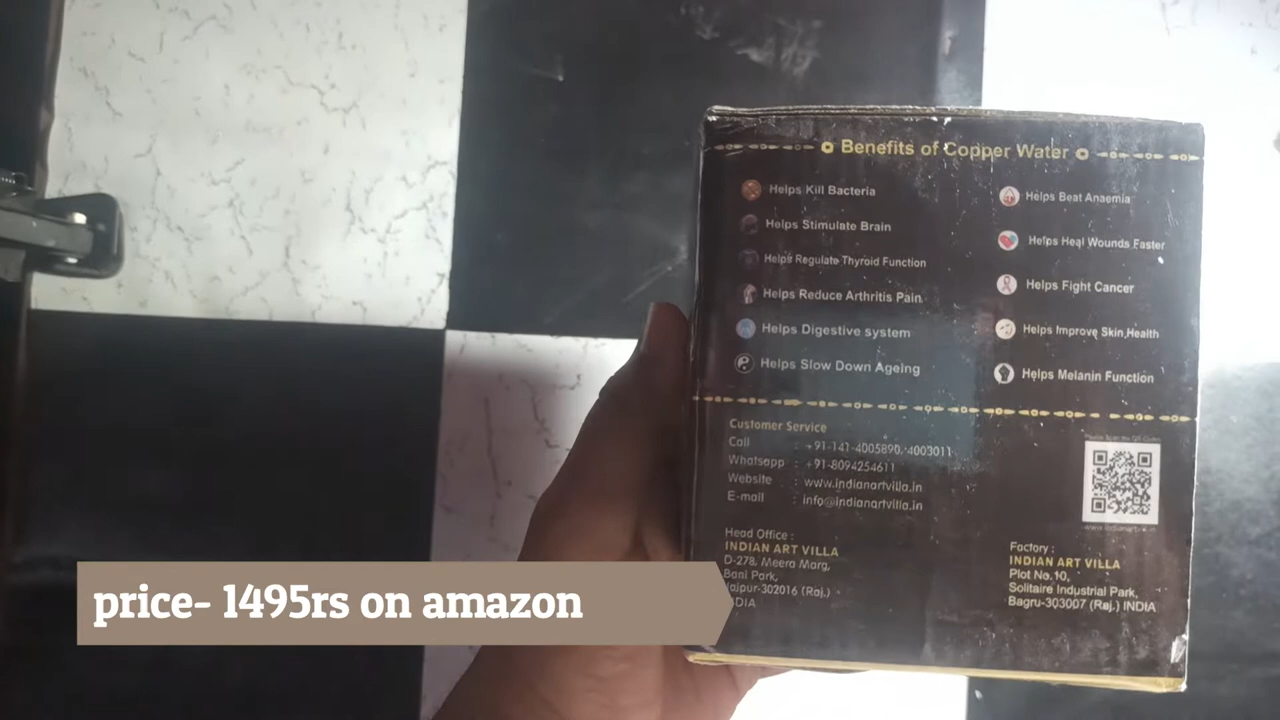 Benefits of Copper Water
Helps Kill Bacteria
Helps Stimulate Brain
Helps Regulate Thyroid Function
Helps Reduce Arthritis Pain
Helps Digestive system
Helps Slow Down Ageing
Helps Beat Anaemia
Helps Heal Wounds Faster
Helps Fight Cancer
Helps Improve Skin Health
Helps Melanin Function
Customer Service
Call : +91-141-4005890, 4003011
Whatsapp : +91-8094254611
Website : www.indianartvilla.in
E-mail : info@indianartvilla.in
Head Office :
INDIAN ART VILLA
D-278, Meera Marg,
Bani Park,
Jaipur-302016 (Raj.)
INDIA
Factory :
INDIAN ART VILLA
Plot No.10,
Solitaire Industrial Park,
Bagru-303007 (Raj.) INDIA
price- 1495rs on amazon